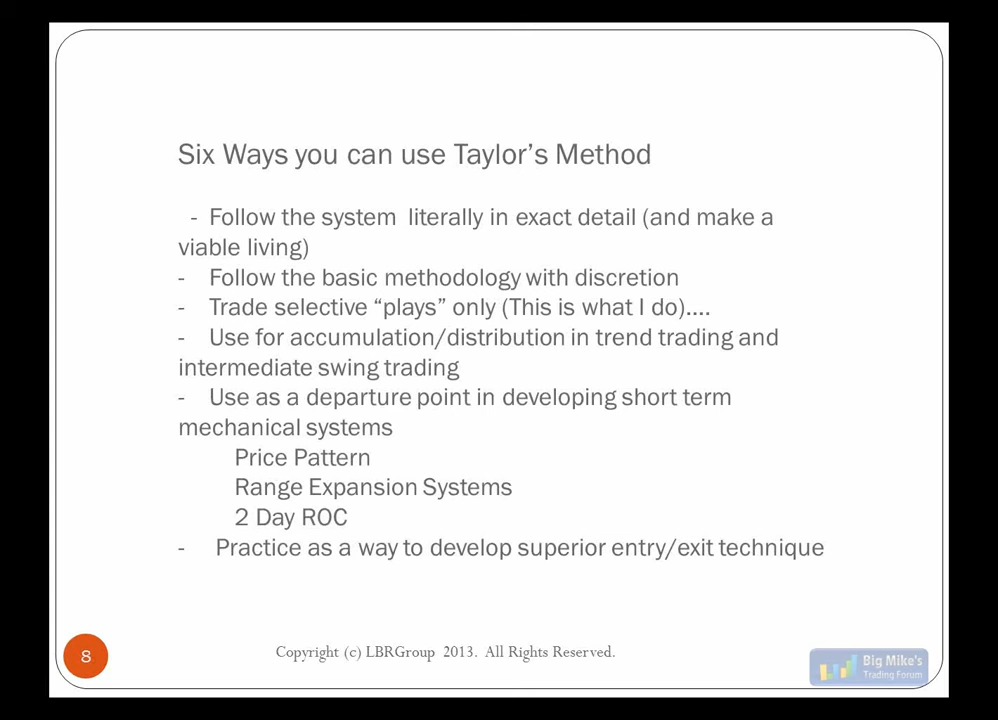 Six Ways you can use Taylor's Method
- Follow the system literally in exact detail (and make a
viable living)
- Follow the basic methodology with discretion
- Trade selective “plays” only (This is what I do)....
- Use for accumulation/distribution in trend trading and
intermediate swing trading
- Use as a departure point in developing short term
mechanical systems
Price Pattern
Range Expansion Systems
2 Day ROC
- Practice as a way to develop superior entry/exit technique
8
Copyright (c) LBRGroup 2013. All Rights Reserved.
Big Mike's
Trading Forum